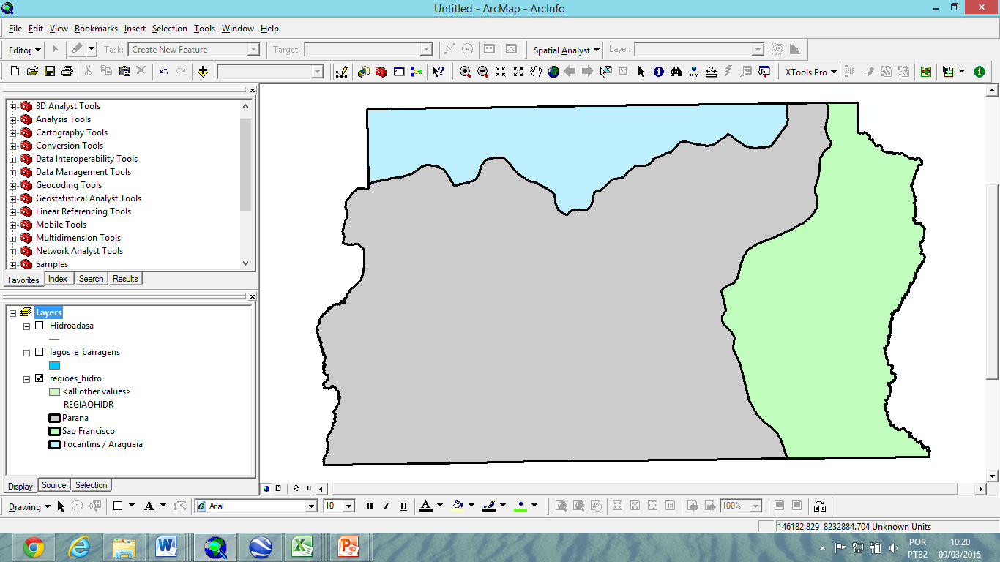 Untitled - ArcMap - ArcInfo
File Edit View Bookmarks Insert Selection Tools Window Help
Editor Task: Create New Feature Target: Spatial Analyst Layer:
XTools Pro
3D Analyst Tools
Analysis Tools
Cartography Tools
Conversion Tools
Data Interoperability Tools
Data Management Tools
Geocoding Tools
Geostatistical Analyst Tools
Linear Referencing Tools
Mobile Tools
Multidimension Tools
Network Analyst Tools
Samples
Favorites Index Search Results
Layers
Hidroadasa
lagos_e_barragens
regioes_hidro
<all other values>
REGIAOHIDR
Parana
Sao Francisco
Tocantins / Araguaia
Display Source Selection
Drawing A Arial 10 B I U A 100%
146182.829 8232884.704 Unknown Units
POR 10:20
PTB2 09/03/2015